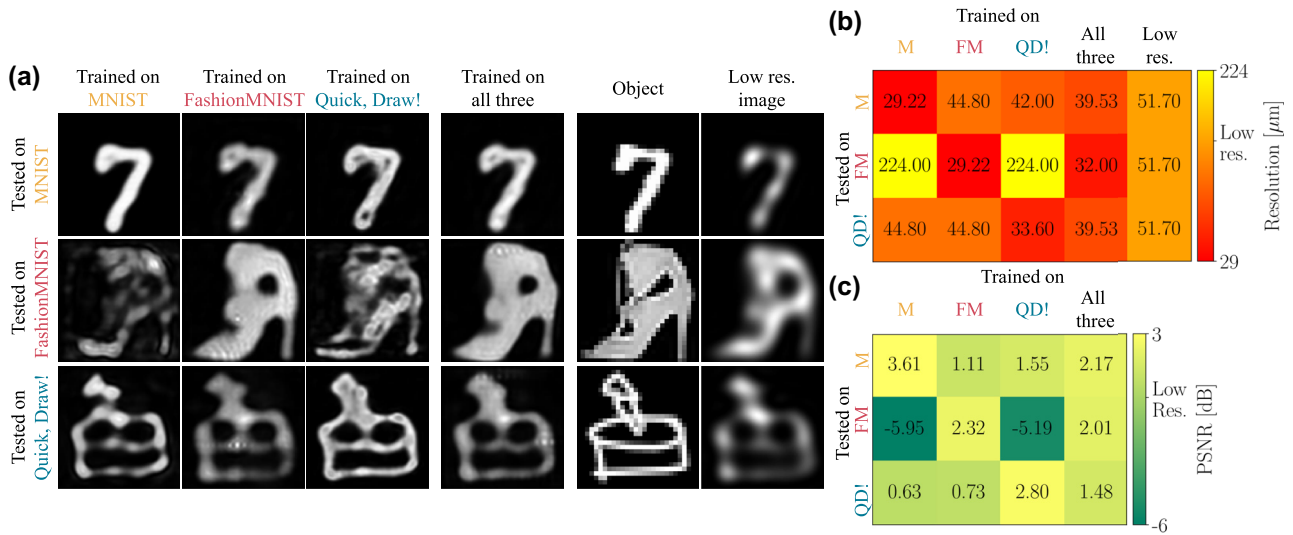 (a)
Trained on
MNIST
Trained on
FashionMNIST
Trained on
Quick, Draw!
Trained on
all three
Object
Low res.
image
Tested on
MNIST
Tested on
FashionMNIST
Tested on
Quick, Draw!
(b)
Trained on
M FM QD! All
three
Low
res.
Tested on
M 29.22 44.80 42.00 39.53 51.70
FM 224.00 29.22 224.00 32.00 51.70
QD! 44.80 44.80 33.60 39.53 51.70
224
Low
res.
29
Resolution [μm]
(c)
Trained on
M FM QD! All
three
Tested on
M 3.61 1.11 1.55 2.17
FM -5.95 2.32 -5.19 2.01
QD! 0.63 0.73 2.80 1.48
3
Low
Res.
-6
PSNR [dB]